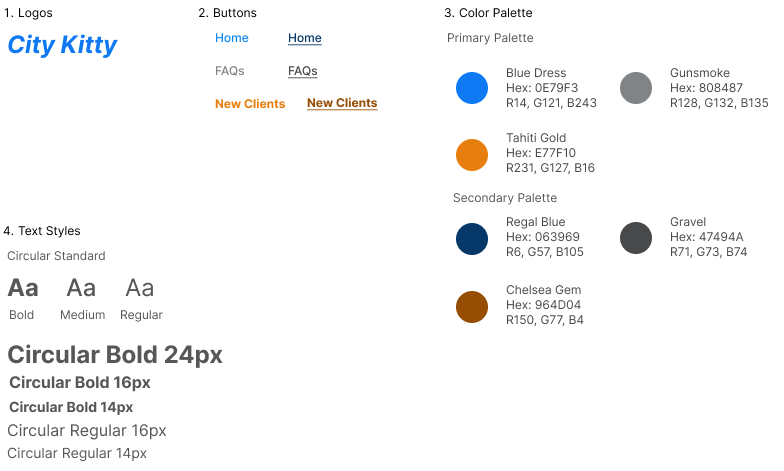 1. Logos
City Kitty
2. Buttons
Home Home
FAQs FAQs
New Clients New Clients
3. Color Palette
Primary Palette
Blue Dress
Hex: 0E79F3
R14, G121, B243
Gunsmoke
Hex: 808487
R128, G132, B135
Tahiti Gold
Hex: E77F10
R231, G127, B16
Secondary Palette
Regal Blue
Hex: 063969
R6, G57, B105
Gravel
Hex: 47494A
R71, G73, B74
Chelsea Gem
Hex: 964D04
R150, G77, B4
4. Text Styles
Circular Standard
Aa Aa Aa
Bold Medium Regular
Circular Bold 24px
Circular Bold 16px
Circular Bold 14px
Circular Regular 16px
Circular Regular 14px